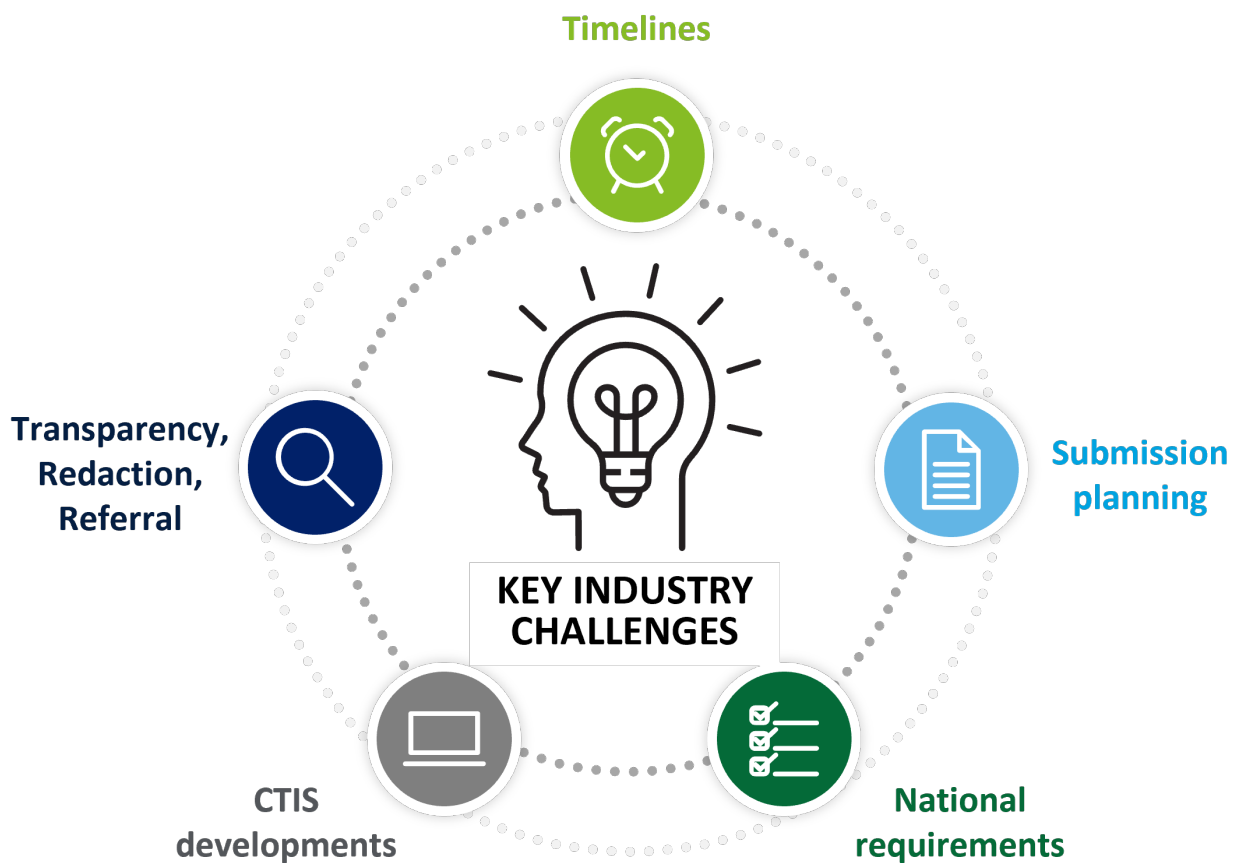 Timelines
Transparency,
Redaction,
Referral
Submission
planning
KEY INDUSTRY
CHALLENGES
CTIS
developments
National
requirements